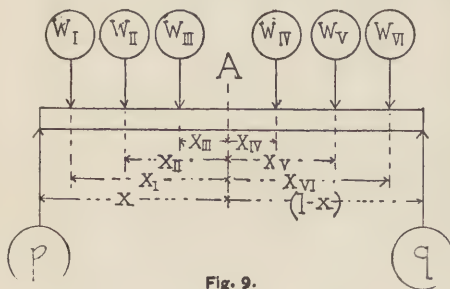 W_I W_II W_III A W_IV W_V W_VI
X_III X_IV
X_II X_V
X_I X_VI
X (l-x)
p q
Fig. 9.